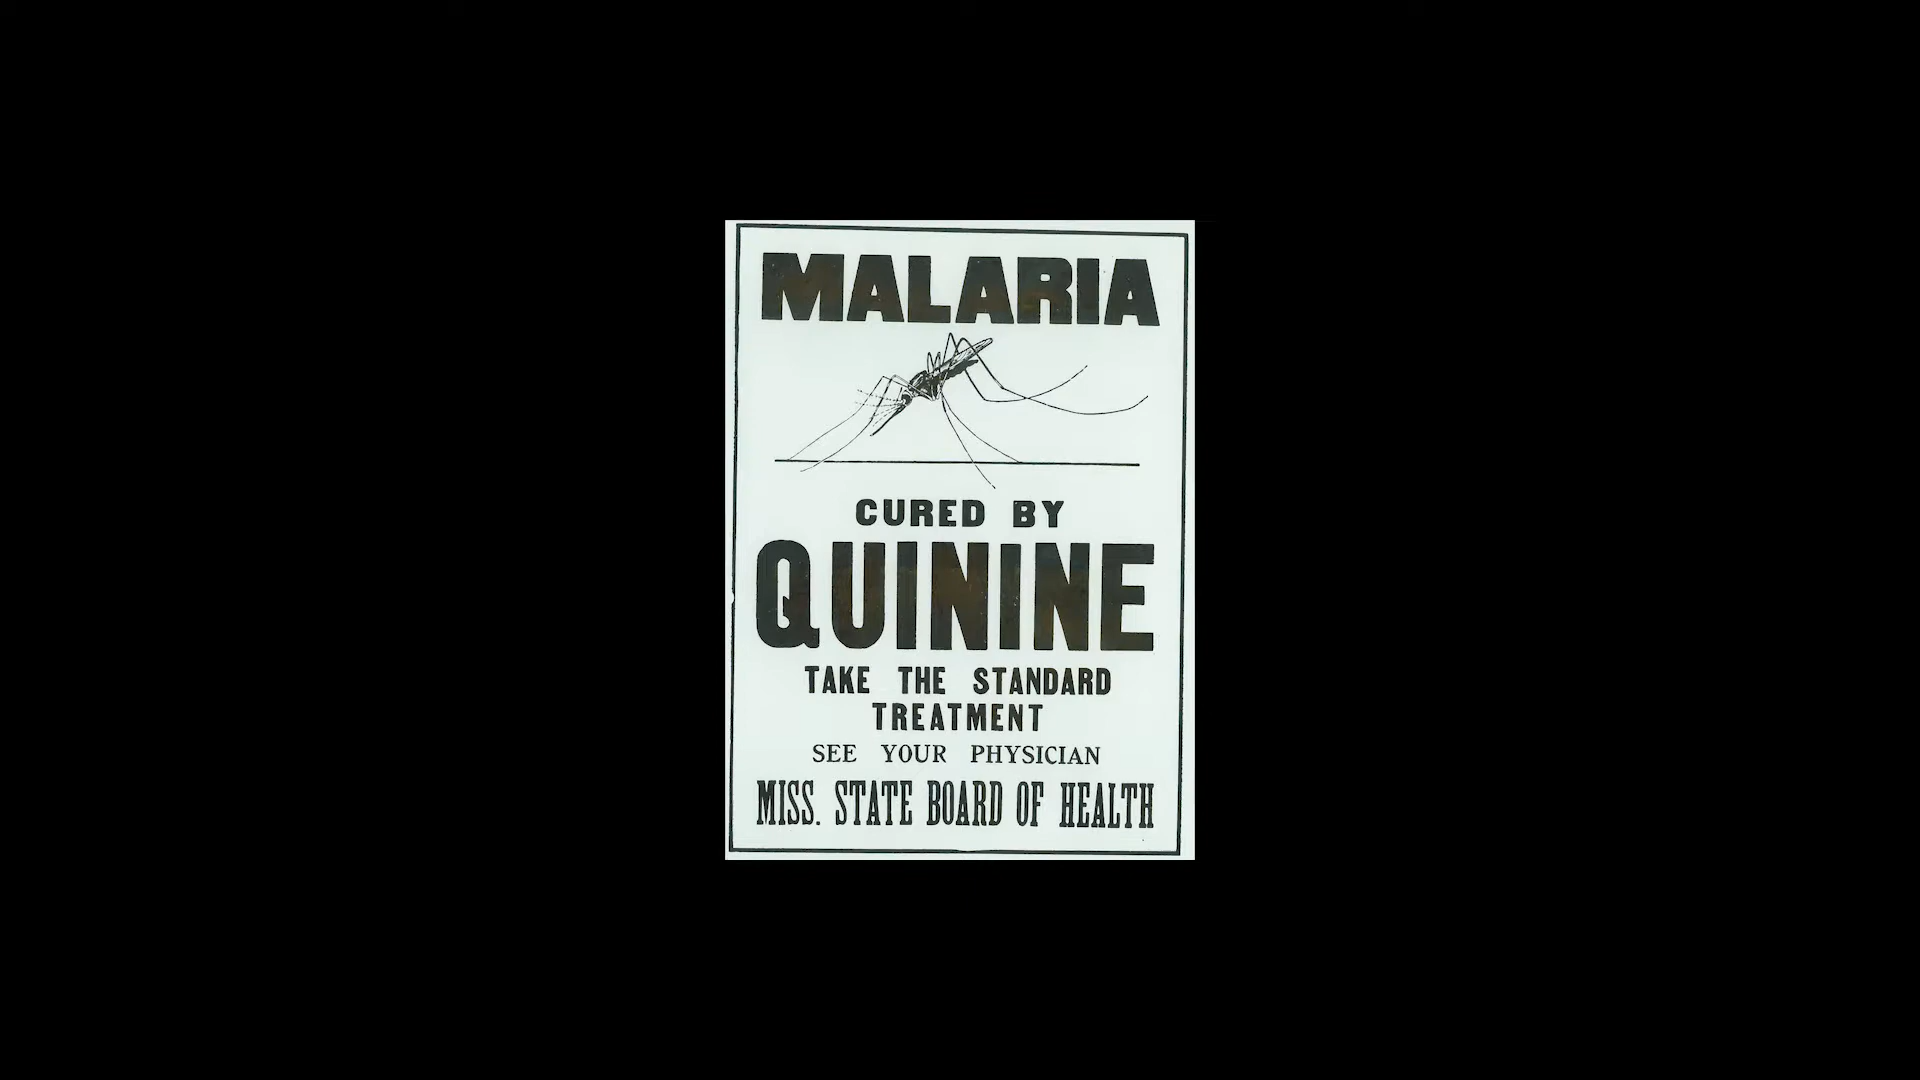 MALARIA
CURED BY
QUININE
TAKE THE STANDARD
TREATMENT
SEE YOUR PHYSICIAN
MISS. STATE BOARD OF HEALTH